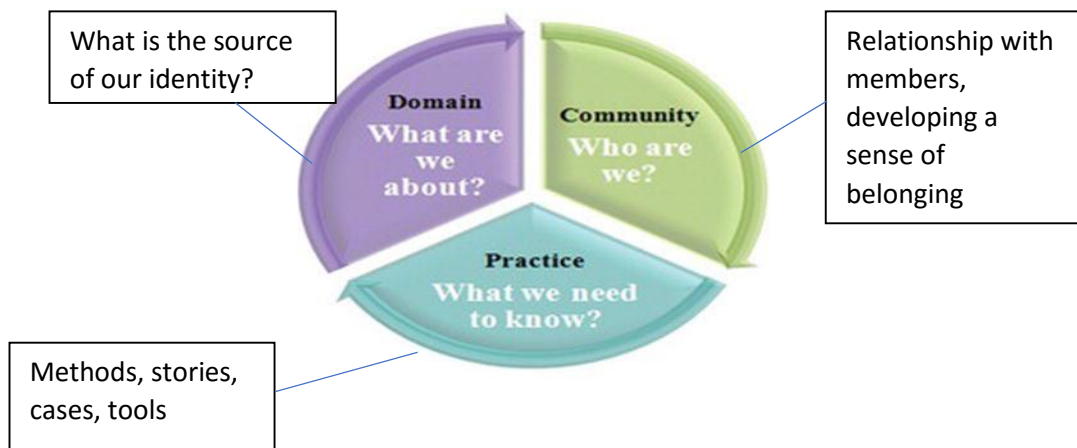 What is the source
of our identity?
Domain
What are
we
about?
Community
Who are
we?
Relationship with
members,
developing a
sense of
belonging
Practice
What we need
to know?
Methods, stories,
cases, tools